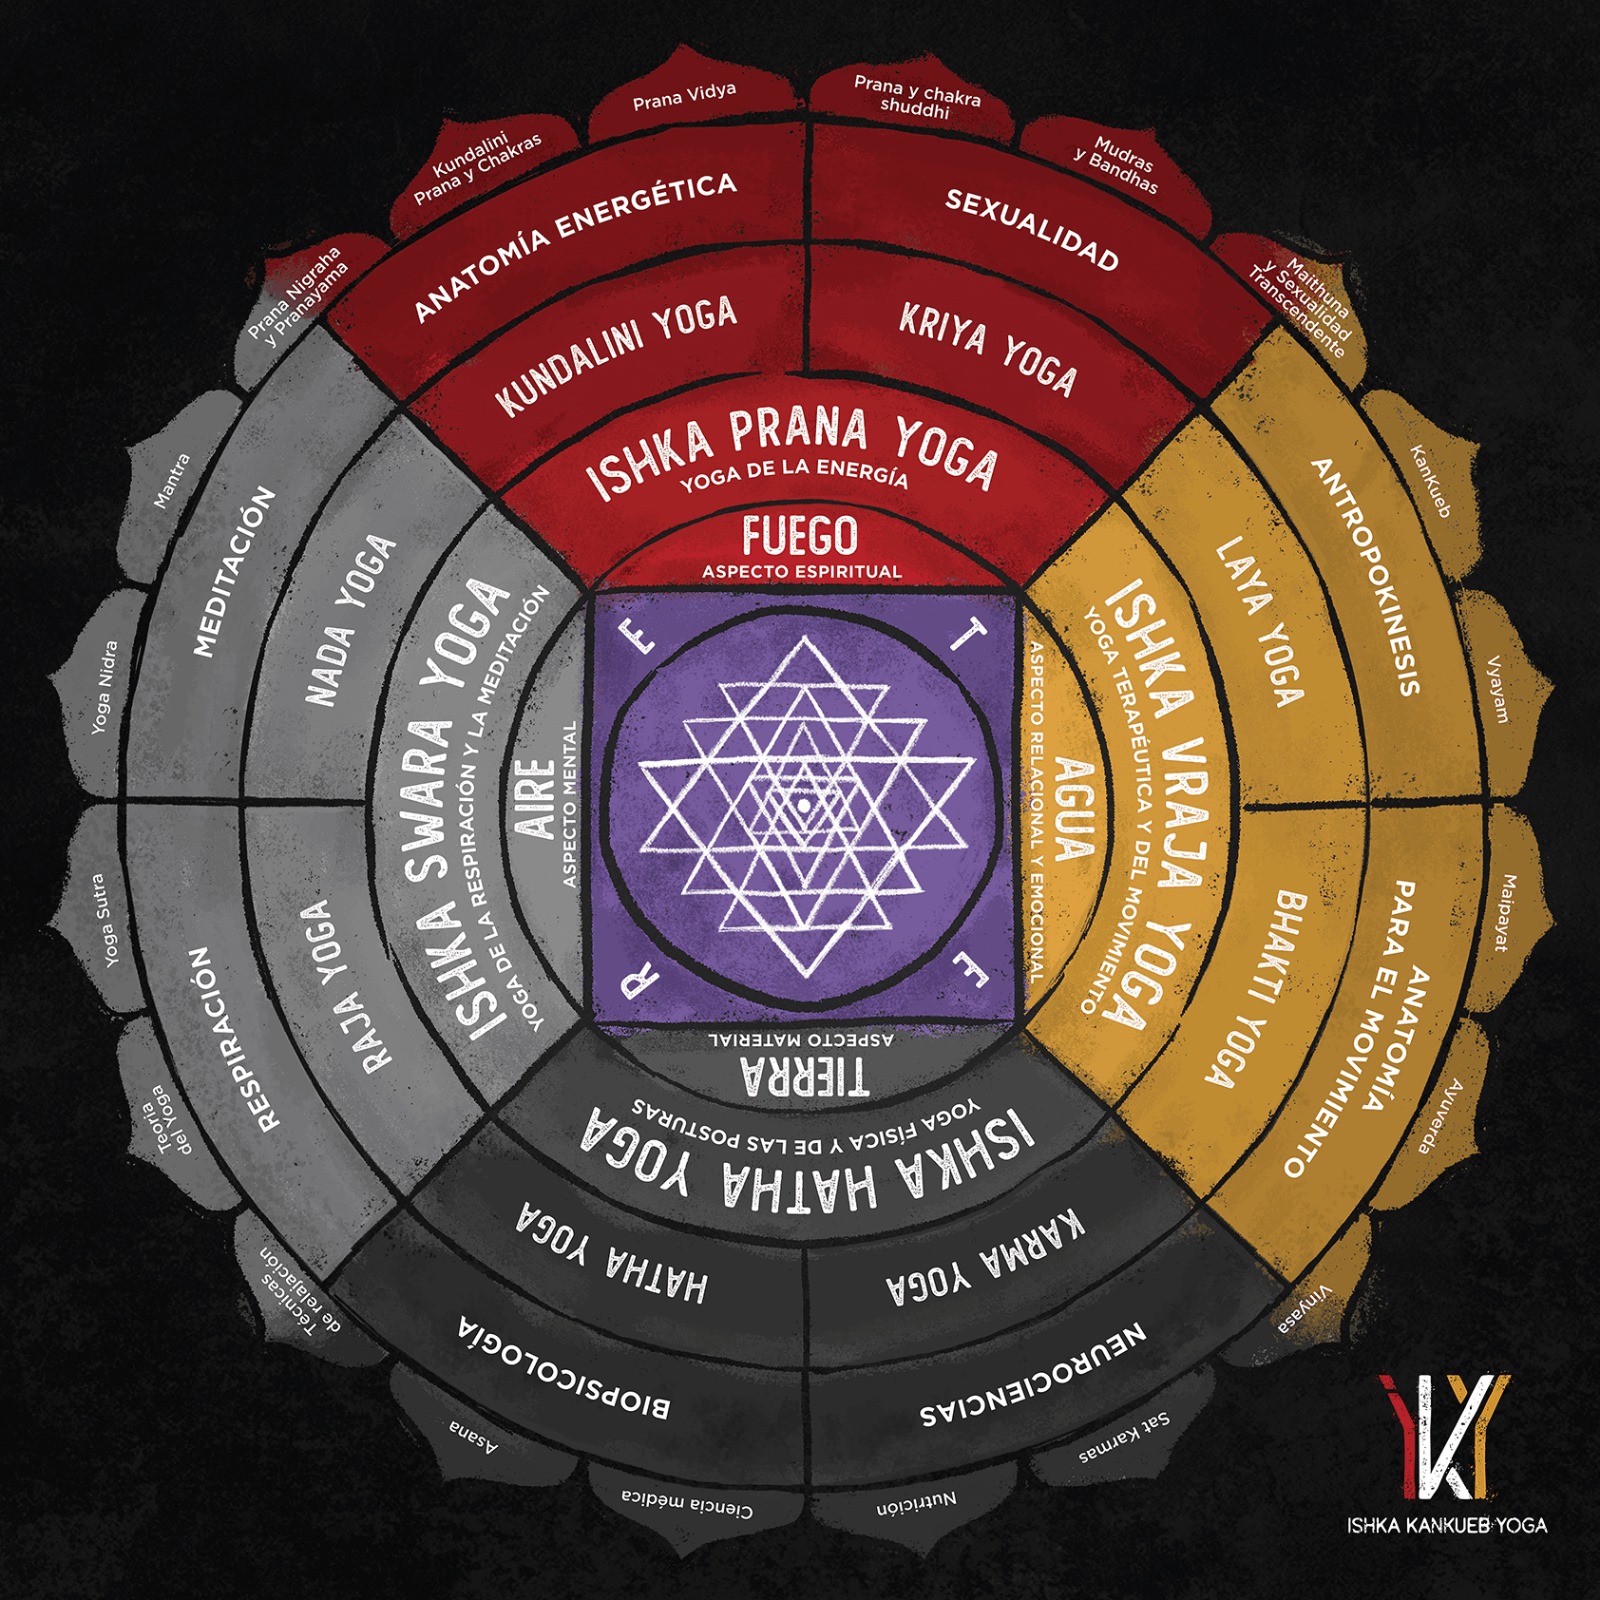 Prana Vidya
Prana y chakra
shuddhi
Kundalini
Prana y Chakras
Mudras
y Bandhas
Prana Nigraha
y Pranayama
Maithuna
y Sexualidad
Transcendente
ANATOMÍA ENERGÉTICA
SEXUALIDAD
KUNDALINI YOGA
KRIYA YOGA
ISHKA PRANA YOGA
YOGA DE LA ENERGÍA
FUEGO
ASPECTO ESPIRITUAL
KanKueb
Vyayam
Maipayat
Ayuverda
Vinyasa
ANTROPOKINESIS
ANATOMÍA
PARA EL MOVIMIENTO
LAYA YOGA
BHAKTI YOGA
ISHKA VRAJA YOGA
YOGA TERAPÉUTICA Y DEL MOVIMIENTO
AGUA
ASPECTO RELACIONAL Y EMOCIONAL
ASPECTO MATERIAL
TIERRA
YOGA FÍSICA Y DE LAS POSTURAS
ISHKA HATHA YOGA
KARMA YOGA
HATHA YOGA
NEUROCIENCIAS
BIOPSICOLOGÍA
Sat Karmas
Nutrición
Ciencia médica
Asana
Técnicas
de relajación
Teoria
del Yoga
Yoga Sutra
Yoga Nidra
Mantra
MEDITACIÓN
RESPIRACIÓN
NADA YOGA
RAJA YOGA
ISHKA SWARA YOGA
YOGA DE LA RESPIRACIÓN Y LA MEDITACIÓN
AIRE
ASPECTO MENTAL
E T E R
IKY
ISHKA KANKUEB YOGA